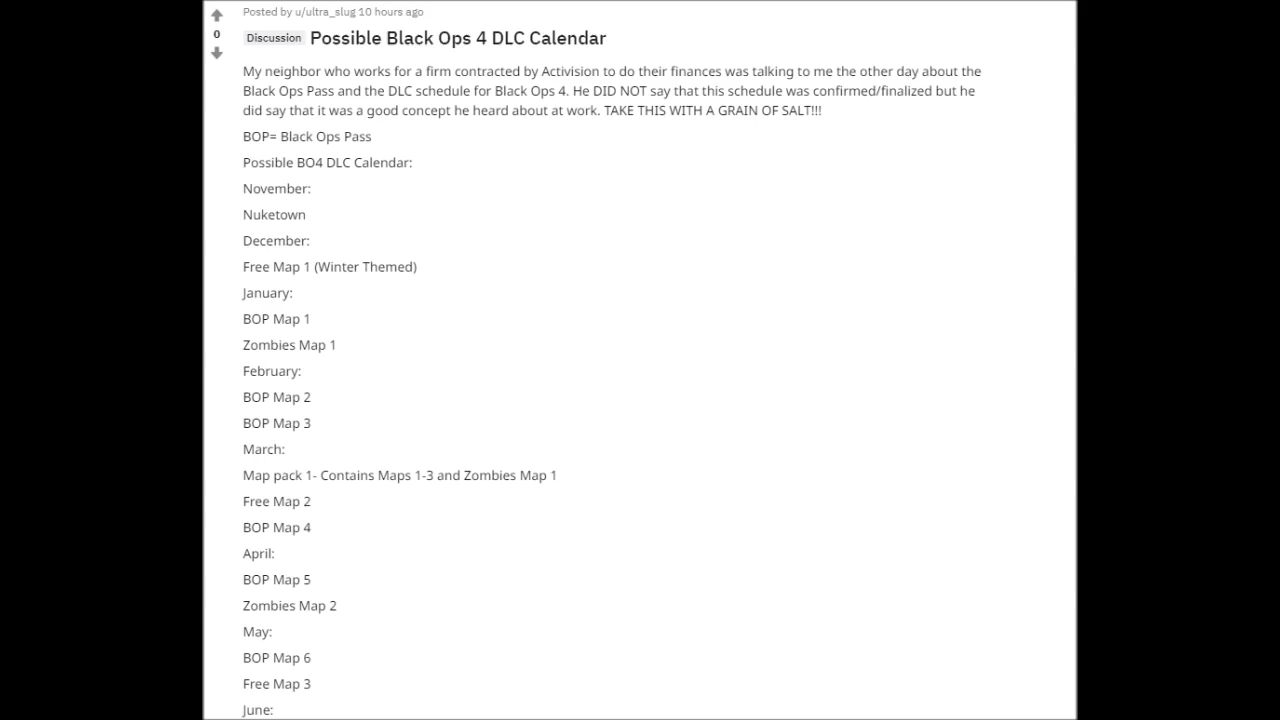 Posted by u/ultra_slug 10 hours ago
0
Discussion Possible Black Ops 4 DLC Calendar
My neighbor who works for a firm contracted by Activision to do their finances was talking to me the other day about the
Black Ops Pass and the DLC schedule for Black Ops 4. He DID NOT say that this schedule was confirmed/finalized but he
did say that it was a good concept he heard about at work. TAKE THIS WITH A GRAIN OF SALT!!!
BOP= Black Ops Pass
Possible BO4 DLC Calendar:
November:
Nuketown
December:
Free Map 1 (Winter Themed)
January:
BOP Map 1
Zombies Map 1
February:
BOP Map 2
BOP Map 3
March:
Map pack 1- Contains Maps 1-3 and Zombies Map 1
Free Map 2
BOP Map 4
April:
BOP Map 5
Zombies Map 2
May:
BOP Map 6
Free Map 3
June: